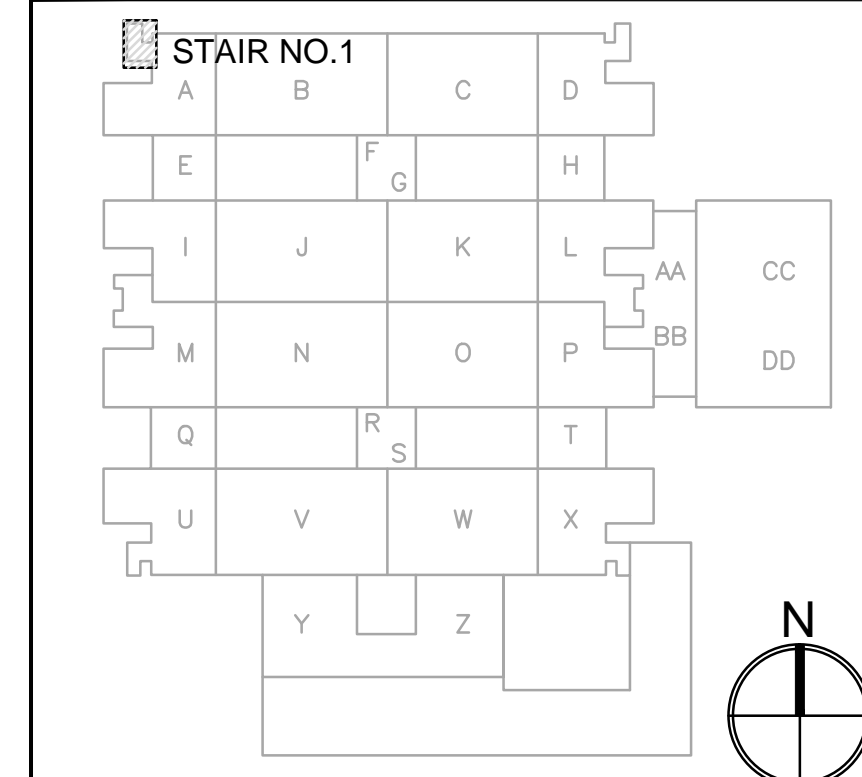 STAIR NO.1
A B C D
E F G H
I J K L
AA CC
BB DD
M N O P
Q R S T
U V W X
Y Z
N